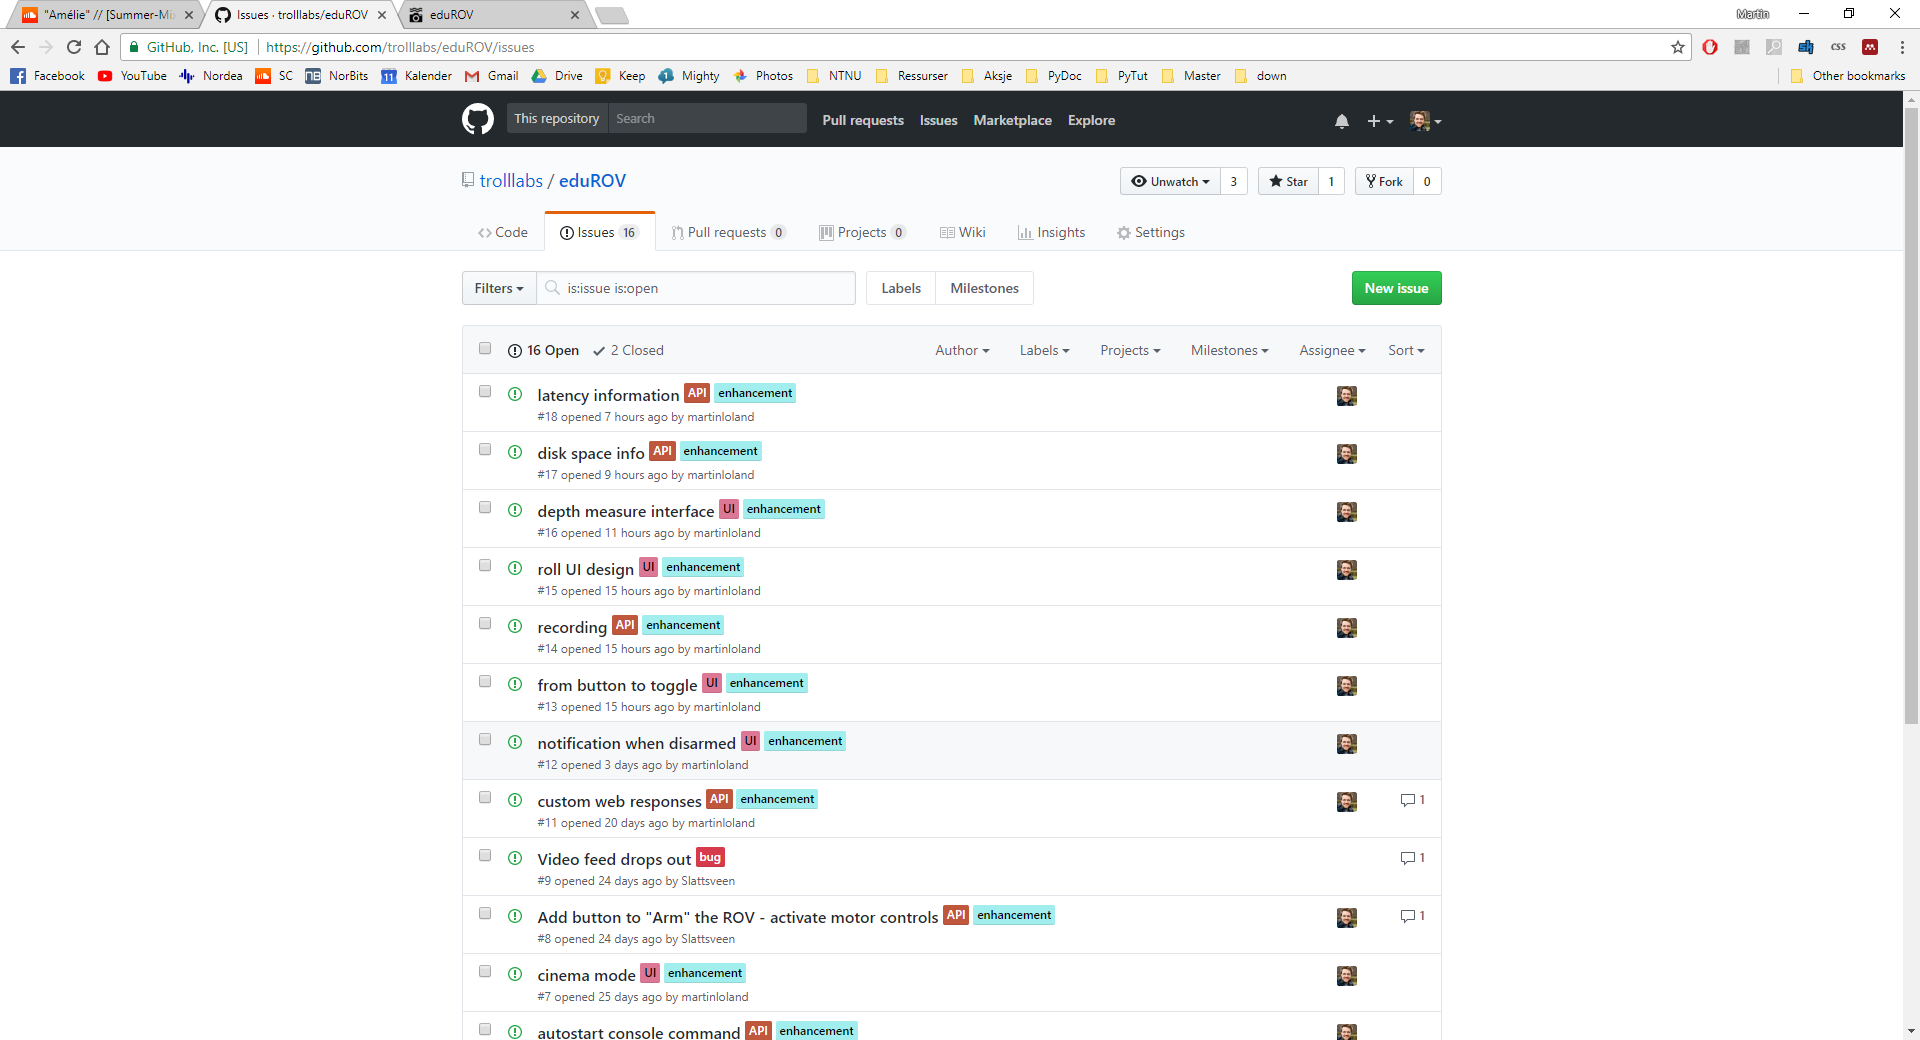 "Amélie" // [Summer-Mix
Issues · trolllabs/eduROV
eduROV
Martin
GitHub, Inc. [US]
https://github.com/trolllabs/eduROV/issues
Facebook
YouTube
Nordea
SC
NorBits
Kalender
Gmail
Drive
Keep
Mighty
Photos
NTNU
Ressurser
Aksje
PyDoc
PyTut
Master
down
Other bookmarks
This repository
Search
Pull requests
Issues
Marketplace
Explore
trolllabs / eduROV
Unwatch 3
Star 1
Fork 0
Code
Issues 16
Pull requests 0
Projects 0
Wiki
Insights
Settings
Filters
is:issue is:open
Labels
Milestones
New issue
16 Open
2 Closed
Author
Labels
Projects
Milestones
Assignee
Sort
latency information API enhancement
#18 opened 7 hours ago by martinloland
disk space info API enhancement
#17 opened 9 hours ago by martinloland
depth measure interface UI enhancement
#16 opened 11 hours ago by martinloland
roll UI design UI enhancement
#15 opened 15 hours ago by martinloland
recording API enhancement
#14 opened 15 hours ago by martinloland
from button to toggle UI enhancement
#13 opened 15 hours ago by martinloland
notification when disarmed UI enhancement
#12 opened 3 days ago by martinloland
custom web responses API enhancement 1
#11 opened 20 days ago by martinloland
Video feed drops out bug 1
#9 opened 24 days ago by Slattsveen
Add button to "Arm" the ROV - activate motor controls API enhancement 1
#8 opened 24 days ago by Slattsveen
cinema mode UI enhancement
#7 opened 25 days ago by martinloland
autostart console command API enhancement